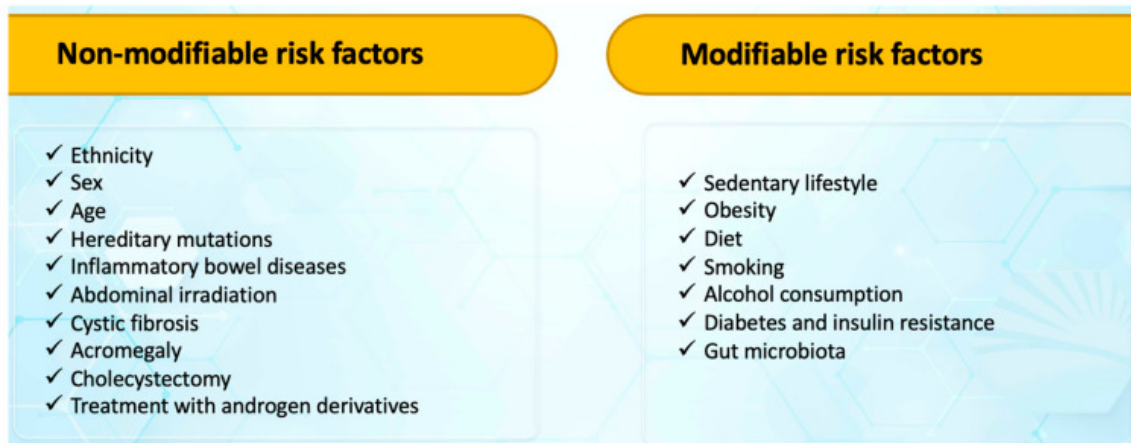 Non-modifiable risk factors
✓ Ethnicity
✓ Sex
✓ Age
✓ Hereditary mutations
✓ Inflammatory bowel diseases
✓ Abdominal irradiation
✓ Cystic fibrosis
✓ Acromegaly
✓ Cholecystectomy
✓ Treatment with androgen derivatives
Modifiable risk factors
✓ Sedentary lifestyle
✓ Obesity
✓ Diet
✓ Smoking
✓ Alcohol consumption
✓ Diabetes and insulin resistance
✓ Gut microbiota